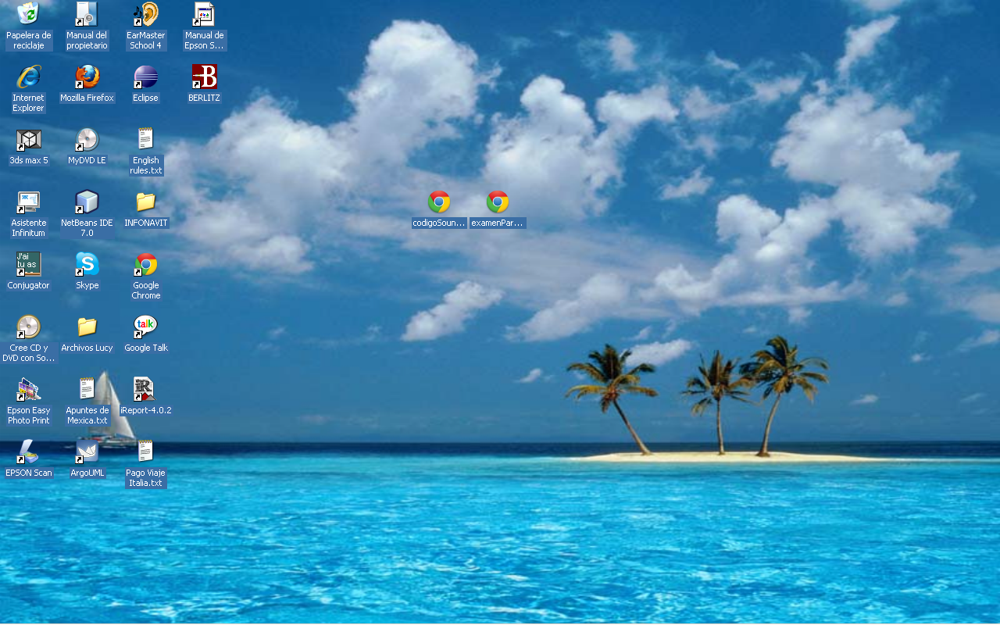 Papelera de
reciclaje
Manual del
propietario
EarMaster
School 4
Manual de
Epson S...
Internet
Explorer
Mozilla Firefox
Eclipse
B
BERLITZ
3ds max 5
MyDVD LE
English
rules.txt
Asistente
Infinitum
NetBeans IDE
7.0
INFONAVIT
codigoSoun...
examenPar...
J'ai
tu as
Conjugator
Skype
Google
Chrome
Cree CD y
DVD con So...
Archivos Lucy
talk
Google Talk
Epson Easy
Photo Print
Apuntes de
Mexica.txt
iR
iReport-4.0.2
EPSON Scan
ArgoUML
Pago Viaje
Italia.txt